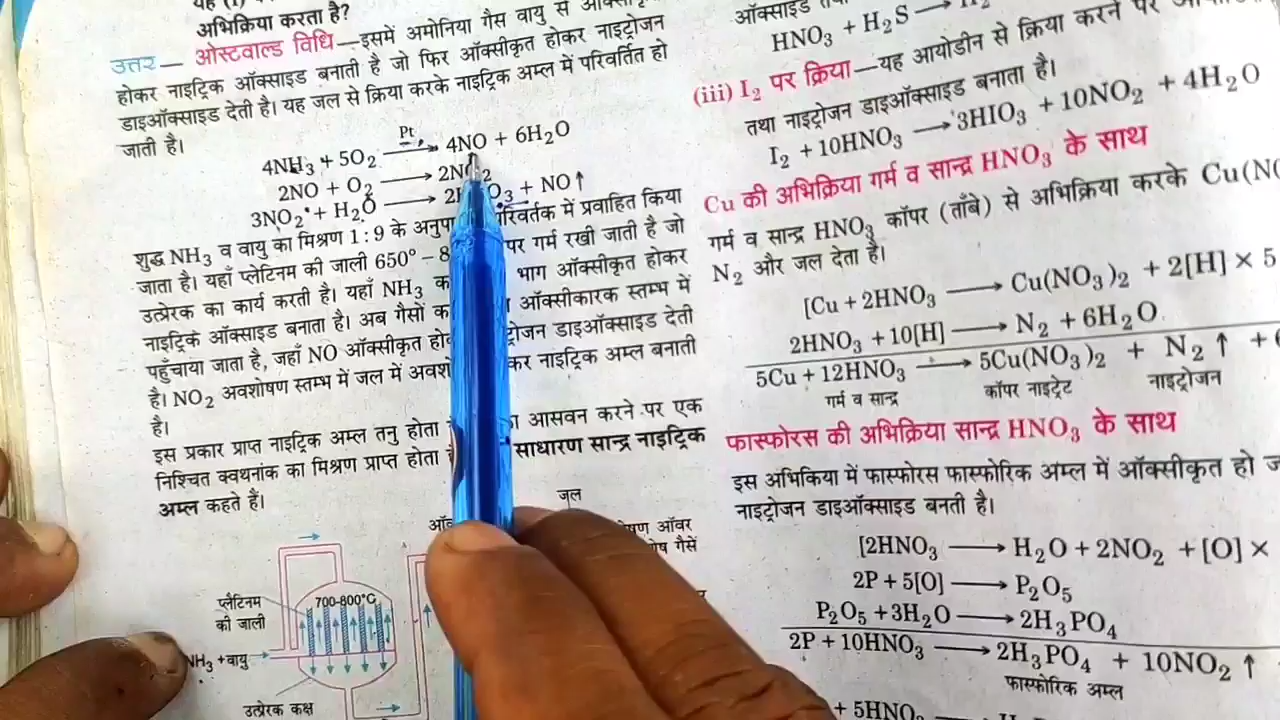 अभिक्रिया करता है?
उत्तर— ओस्टवाल्ड विधि—इसमें अमोनिया गैस वायु से
होकर नाइट्रिक ऑक्साइड बनाती है जो फिर ऑक्सीकृत होकर नाइट्रोजन
डाइऑक्साइड देती है। यह जल से क्रिया करके नाइट्रिक अम्ल में परिवर्तित हो
जाती है।
Pt
4NH3 + 5O2 ⟶ 4NO + 6H2O
2NO + O2 ⟶ 2NO2
3NO2 + H2O ⟶ + NO↑
शुद्ध NH3 व वायु का मिश्रण 1 : 9 के में प्रवाहित किया
जाता है। यहाँ प्लेटिनम की जाली 650° – 8 पर गर्म रखी जाती है जो
उत्प्रेरक का कार्य करती है। यहाँ NH3 भाग ऑक्सीकृत होकर
नाइट्रिक ऑक्साइड बनाता है। अब गैसों ऑक्सीकारक स्तम्भ में
पहुँचाया जाता है, जहाँ NO ऑक्सीकृत डाइऑक्साइड देती
है। NO2 अवशोषण स्तम्भ में जल में नाइट्रिक अम्ल बनाती
है।
इस प्रकार प्राप्त नाइट्रिक अम्ल तनु होता आसवन करने पर एक
निश्चित क्वथनांक का मिश्रण प्राप्त होता साधारण सान्द्र नाइट्रिक
अम्ल कहते हैं।
जल
ऑवर
गैसें
प्लैटिनम
की जाली
700-800°C
NH3 + वायु
उत्प्रेरक कक्ष
ऑक्साइड
HNO3 + H2S ⟶
(iii) I2 पर क्रिया—यह आयोडीन से क्रिया करने पर
तथा नाइट्रोजन डाइऑक्साइड बनाता है।
I2 + 10HNO3 ⟶ 3HIO3 + 10NO2 + 4H2O
Cu की अभिक्रिया गर्म व सान्द्र HNO3 के साथ
गर्म व सान्द्र HNO3 कॉपर (ताँबे) से अभिक्रिया करके
N2 और जल देता है।
[Cu + 2HNO3 ⟶ Cu(NO3)2 + 2[H] × 5
2HNO3 + 10[H] ⟶ N2 + 6H2O
5Cu + 12HNO3 ⟶ 5Cu(NO3)2 + N2 ↑ +
गर्म व सान्द्र कॉपर नाइट्रेट नाइट्रोजन
फास्फोरस की अभिक्रिया सान्द्र HNO3 के साथ
इस अभिकिया में फास्फोरस फास्फोरिक अम्ल में ऑक्सीकृत हो
नाइट्रोजन डाइऑक्साइड बनती है।
[2HNO3 ⟶ H2O + 2NO2 + [O] ×
2P + 5[O] ⟶ P2O5
P2O5 + 3H2O ⟶ 2H3PO4
2P + 10HNO3 ⟶ 2H3PO4 + 10NO2 ↑
फास्फोरिक अम्ल